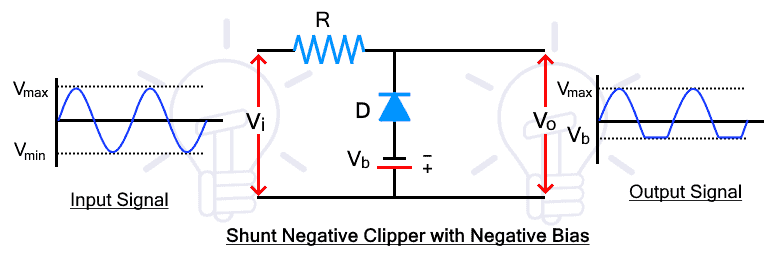 R
Vmax
Vmin
Input Signal
Vi
D
Vb
−
+
Vo
Vmax
Vb
Output Signal
Shunt Negative Clipper with Negative Bias